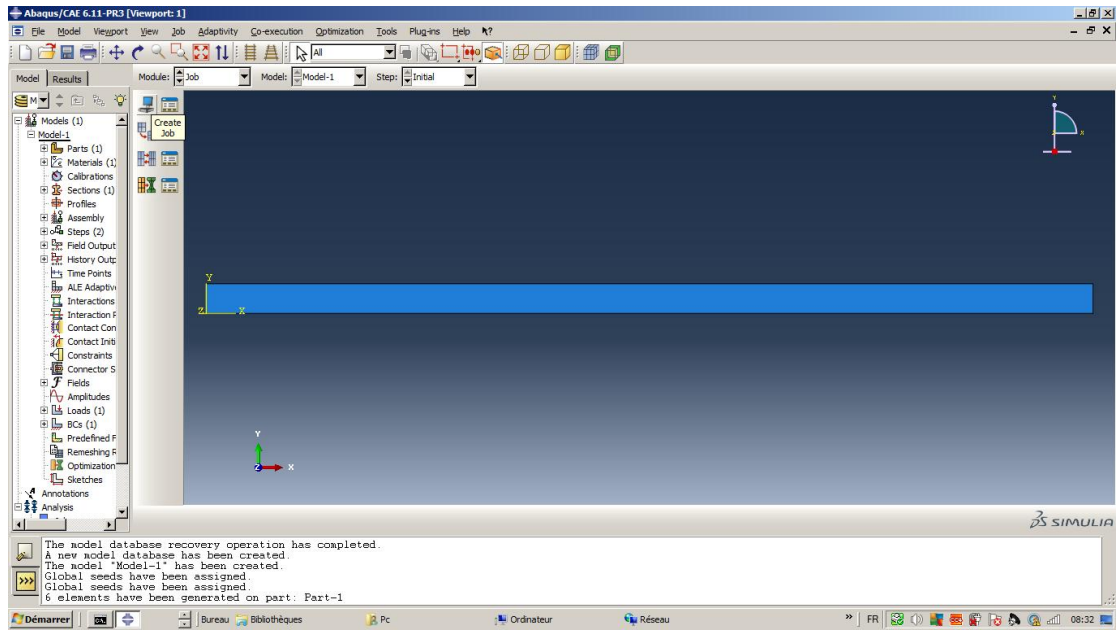 Abaqus/CAE 6.11-PR3 [Viewport: 1]
File Model Viewport View Job Adaptivity Co-execution Optimization Tools Plug-ins Help
All
Model Results
Module: Job Model: Model-1 Step: Initial
M
Create
Job
Models (1)
Model-1
Parts (1)
Materials (1)
Calibrations
Sections (1)
Profiles
Assembly
Steps (2)
Field Output
History Outp
Time Points
ALE Adaptiv
Interactions
Interaction P
Contact Con
Contact Initi
Constraints
Connector S
Fields
Amplitudes
Loads (1)
BCs (1)
Predefined F
Remeshing R
Optimization
Sketches
Annotations
Analysis
Y
X
Y
Z X
Y
Z X
SIMULIA
The model database recovery operation has completed.
A new model database has been created.
The model "Model-1" has been created.
Global seeds have been assigned.
Global seeds have been assigned.
6 elements have been generated on part: Part-1
Démarrer Bureau Bibliothèques Pc Ordinateur Réseau » FR 08:32